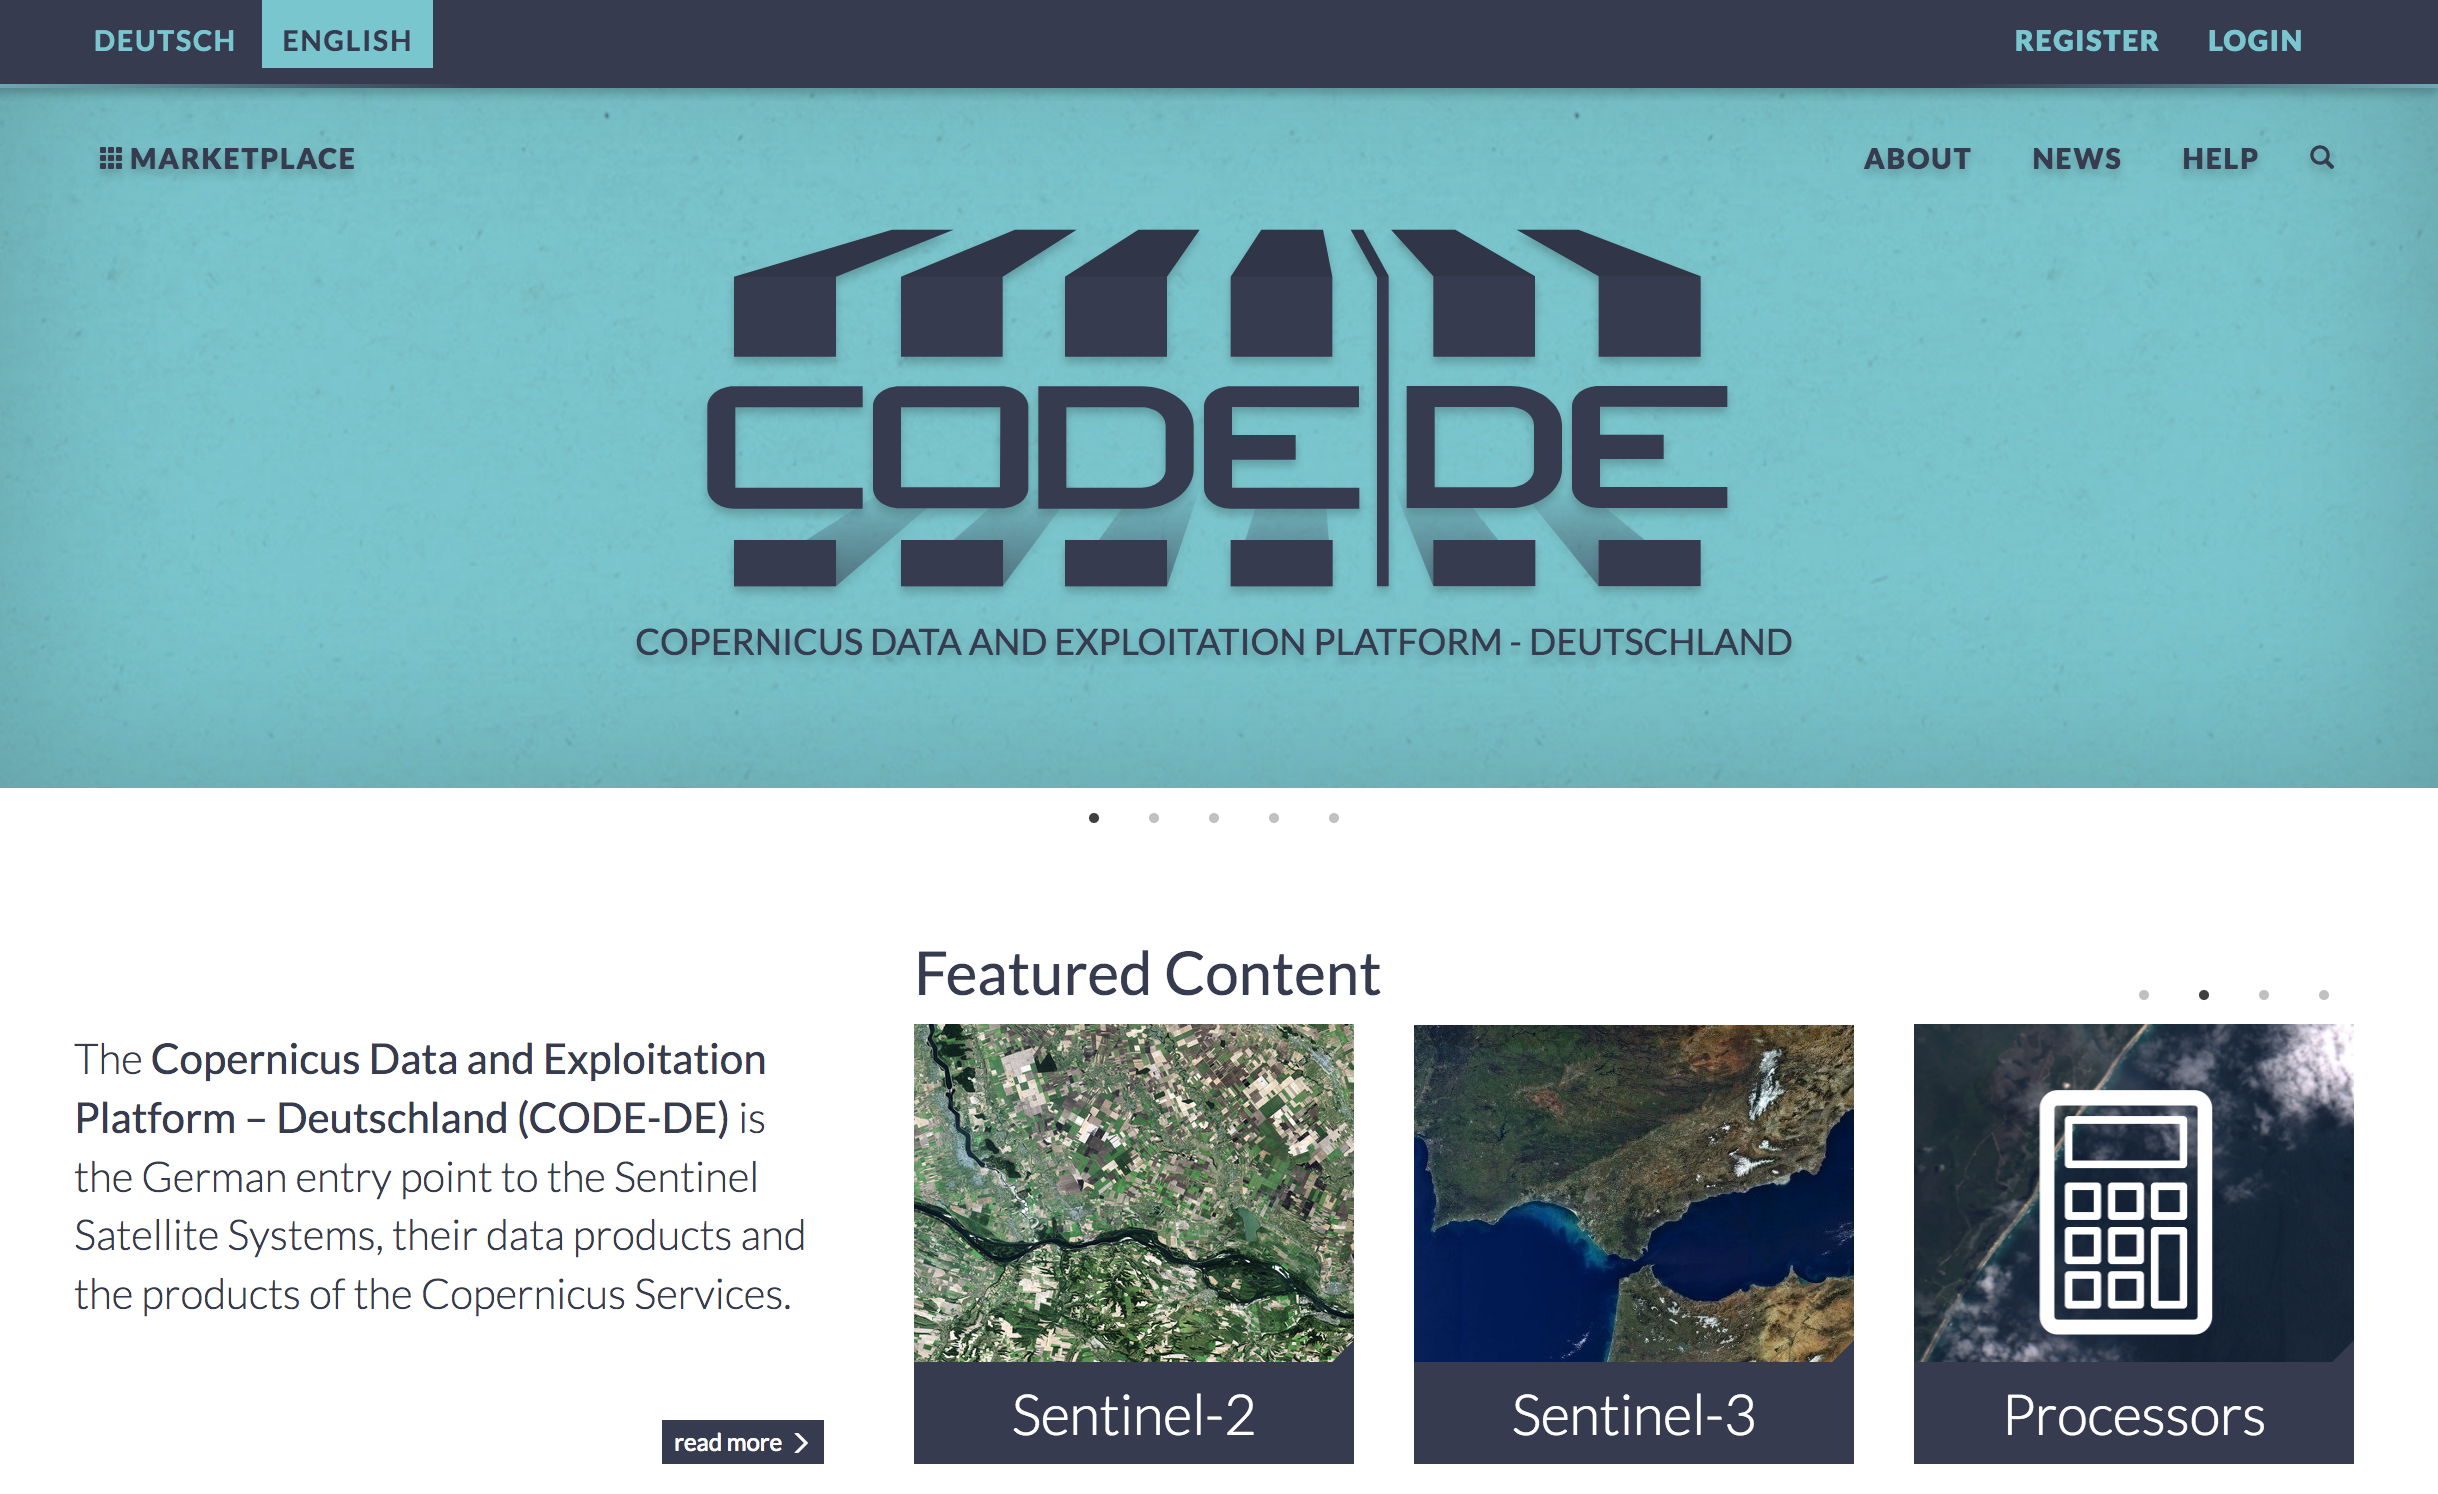 DEUTSCH ENGLISH REGISTER LOGIN
MARKETPLACE ABOUT NEWS HELP
CODE|DE
COPERNICUS DATA AND EXPLOITATION PLATFORM - DEUTSCHLAND
The Copernicus Data and Exploitation
Platform – Deutschland (CODE-DE) is
the German entry point to the Sentinel
Satellite Systems, their data products and
the products of the Copernicus Services.
read more
Featured Content
Sentinel-2
Sentinel-3
Processors